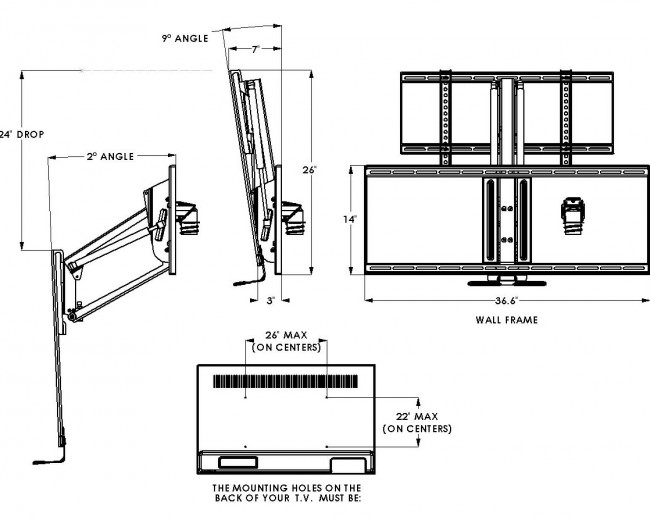 9° ANGLE
7"
24" DROP
2° ANGLE
26"
14"
3"
36.6"
WALL FRAME
26" MAX
(ON CENTERS)
22" MAX
(ON CENTERS)
THE MOUNTING HOLES ON THE
BACK OF YOUR T.V. MUST BE: